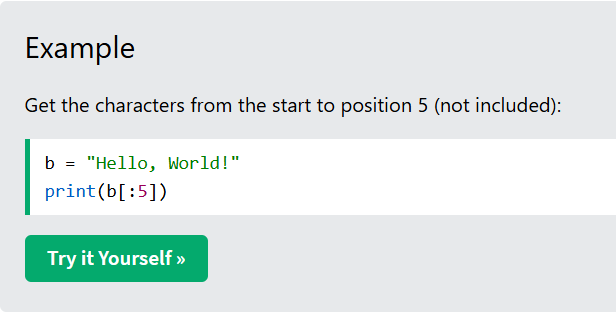 Example
Get the characters from the start to position 5 (not included):
b = "Hello, World!"
print(b[:5])
Try it Yourself »